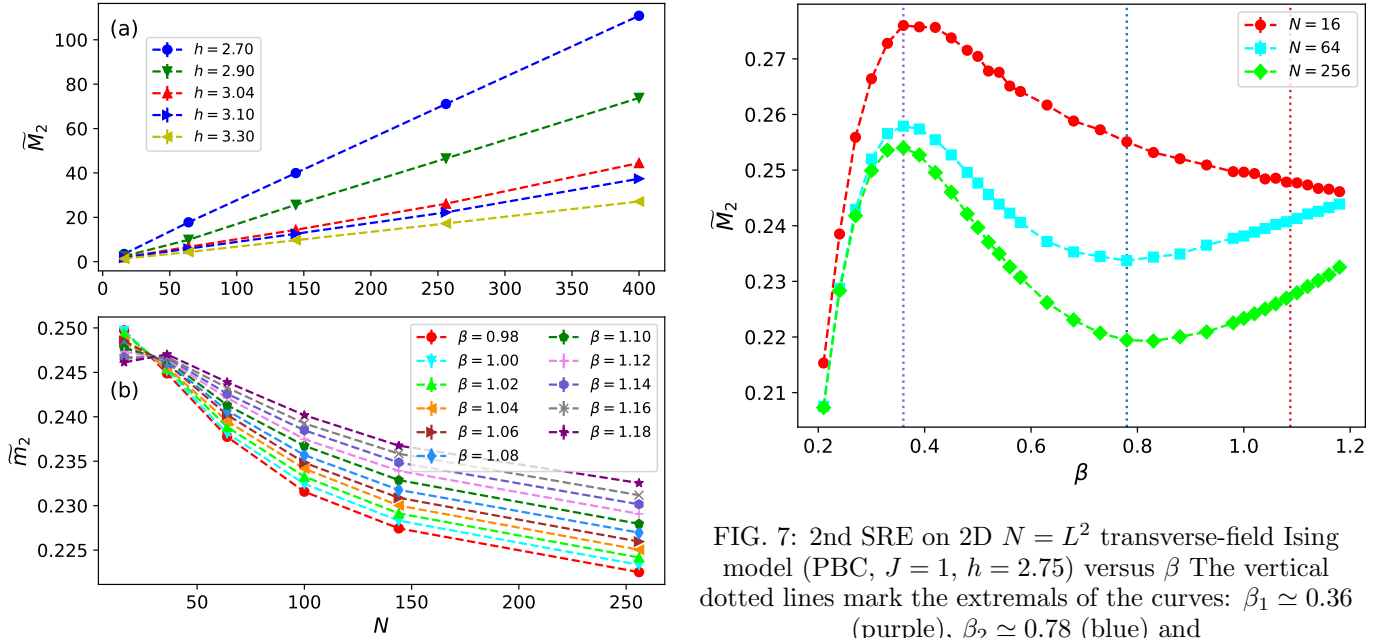 (a)
h = 2.70
h = 2.90
h = 3.04
h = 3.10
h = 3.30
100
80
60
40
20
0
M̃₂
0 50 100 150 200 250 300 350 400
(b)
β = 0.98
β = 1.00
β = 1.02
β = 1.04
β = 1.06
β = 1.08
β = 1.10
β = 1.12
β = 1.14
β = 1.16
β = 1.18
0.250
0.245
0.240
0.235
0.230
0.225
m̃₂
50 100 150 200 250
N
N = 16
N = 64
N = 256
0.27
0.26
0.25
0.24
0.23
0.22
0.21
M̃₂
0.2 0.4 0.6 0.8 1.0 1.2
β
FIG. 7: 2nd SRE on 2D N = L² transverse-field Ising
model (PBC, J = 1, h = 2.75) versus β The vertical
dotted lines mark the extremals of the curves: β₁ ≃ 0.36
(purple), β₂ ≃ 0.78 (blue) and